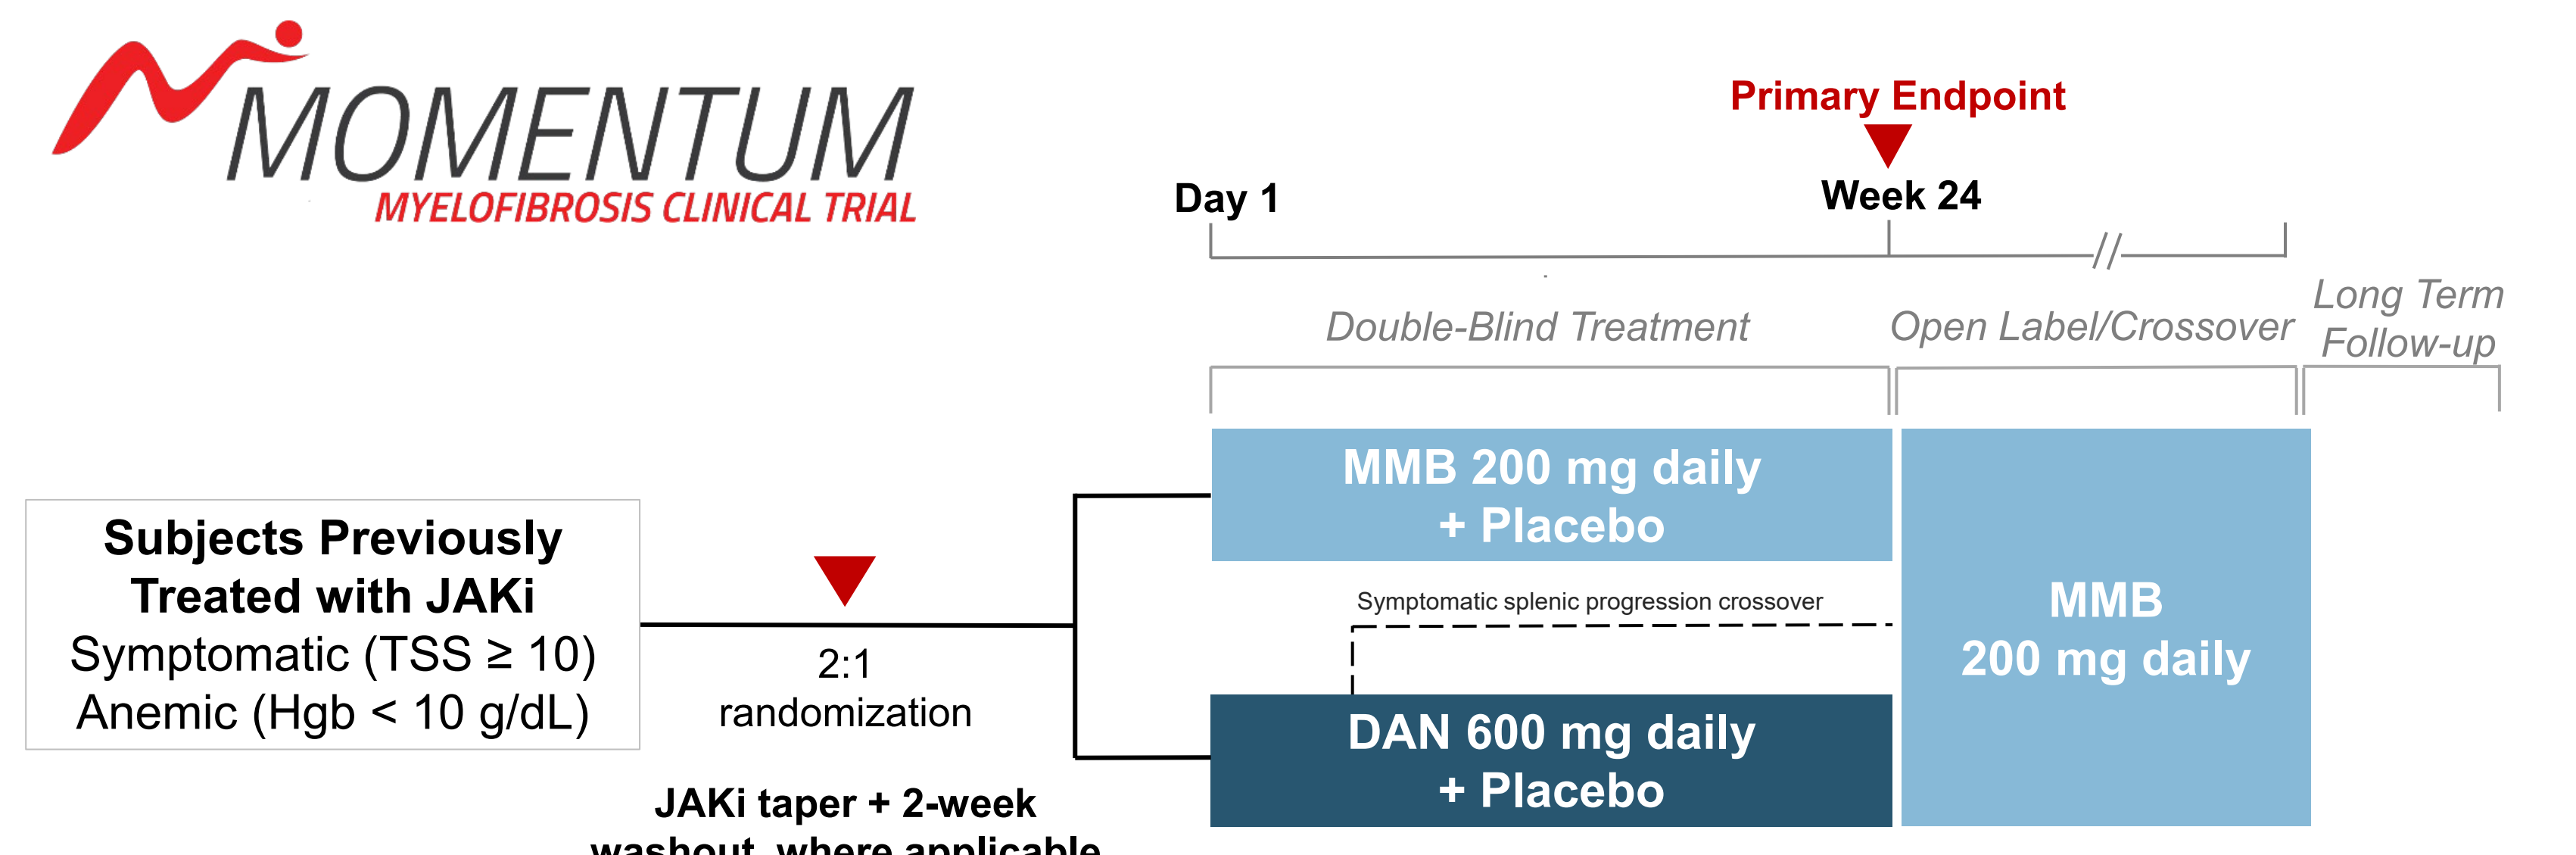 MOMENTUM
MYELOFIBROSIS CLINICAL TRIAL
Primary Endpoint
Day 1
Week 24
Double-Blind Treatment
Open Label/Crossover
Long Term
Follow-up
MMB 200 mg daily
+ Placebo
Subjects Previously
Treated with JAKi
Symptomatic (TSS ≥ 10)
Anemic (Hgb < 10 g/dL)
2:1
randomization
JAKi taper + 2-week
washout, where applicable
Symptomatic splenic progression crossover
DAN 600 mg daily
+ Placebo
MMB
200 mg daily